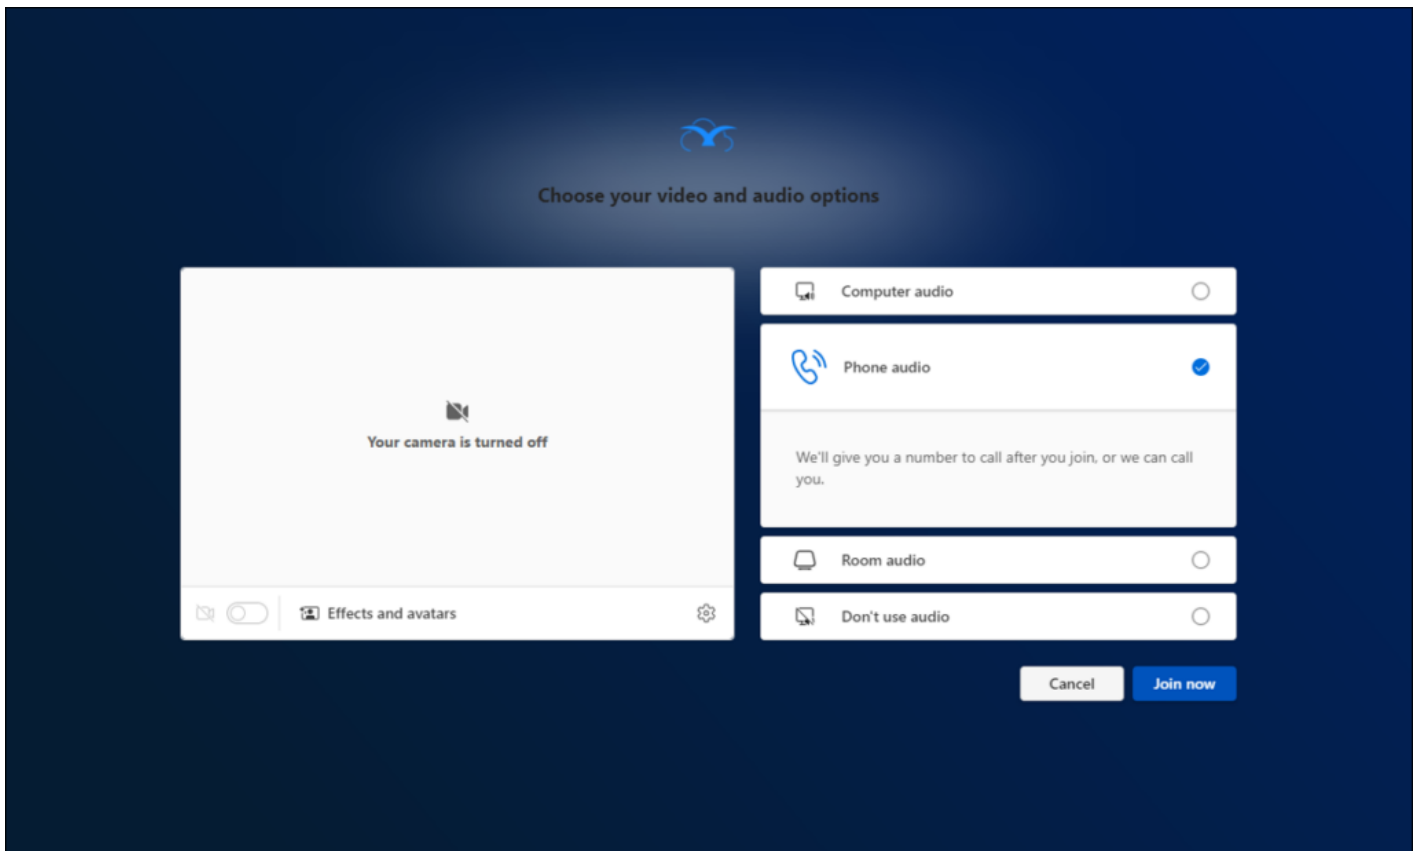 Choose your video and audio options
Your camera is turned off
Effects and avatars
Computer audio
Phone audio
We'll give you a number to call after you join, or we can call
you.
Room audio
Don't use audio
Cancel
Join now